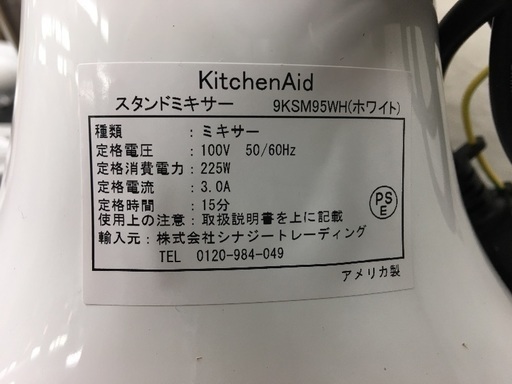 KitchenAid
スタンドミキサー 9KSM95WH(ホワイト)
種類 : ミキサー
定格電圧 : 100V 50/60Hz
定格消費電力 : 225W
定格電流 : 3.0A
定格時間 : 15分
使用上の注意 : 取扱説明書を上に記載
輸入元 : 株式会社シナジートレーディング
TEL 0120-984-049
PS
E
アメリカ製